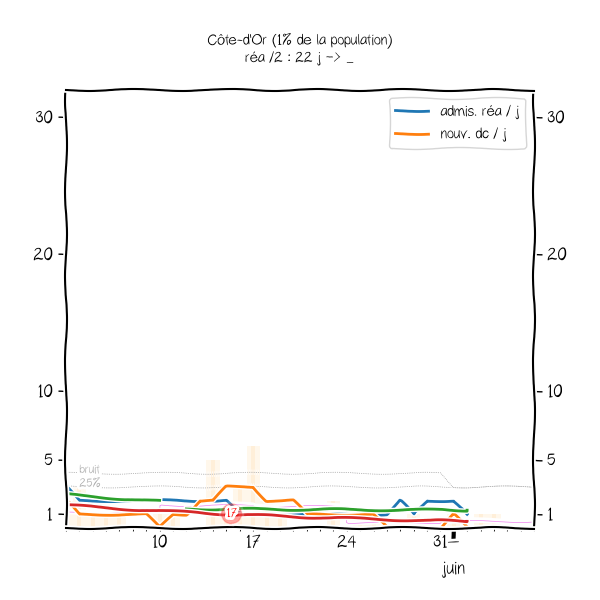 Côte-d'Or (1% de la population)
réa /2 : 22 j -> _
admis. réa / j
nouv. dc / j
30
30
20
20
10
10
5
5
bruit
25%
1
1
17
10
17
24
31
juin